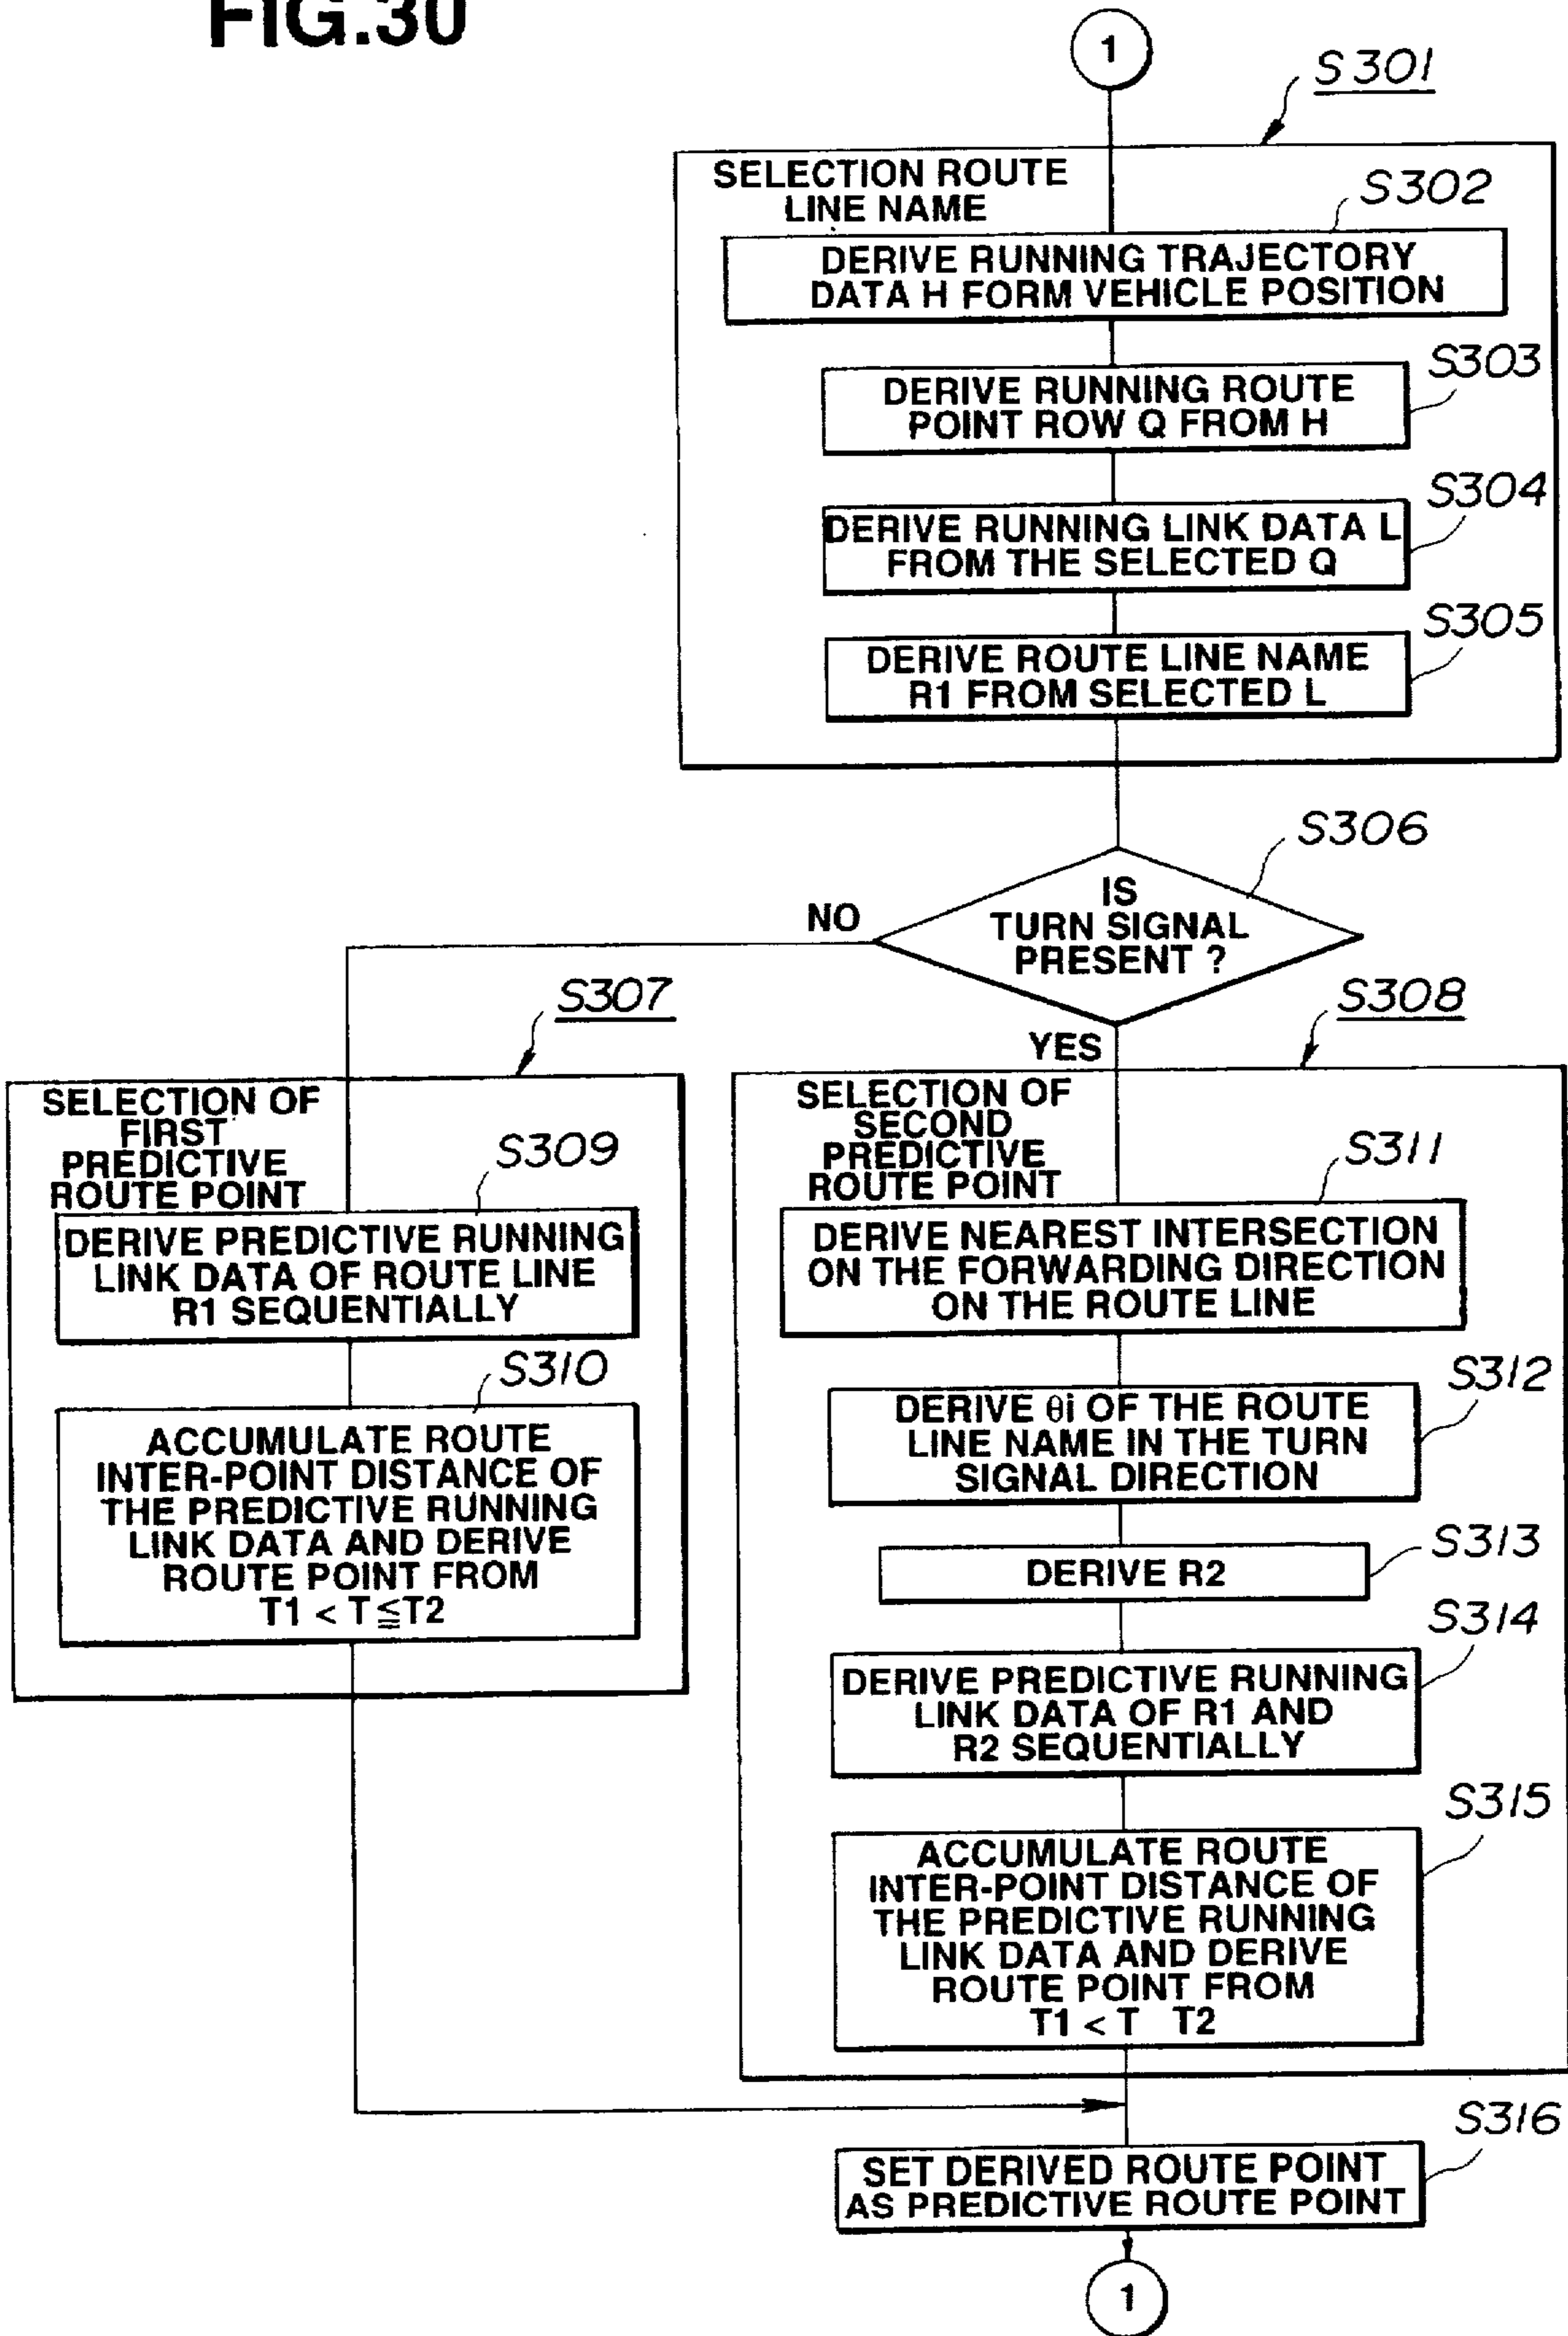 FIG.30
1
S301
SELECTION ROUTE
LINE NAME
S302
DERIVE RUNNING TRAJECTORY
DATA H FORM VEHICLE POSITION
S303
DERIVE RUNNING ROUTE
POINT ROW Q FROM H
S304
DERIVE RUNNING LINK DATA L
FROM THE SELECTED Q
S305
DERIVE ROUTE LINE NAME
R1 FROM SELECTED L
S306
IS
TURN SIGNAL
PRESENT ?
NO
YES
S307
SELECTION OF
FIRST
PREDICTIVE
ROUTE POINT
S309
DERIVE PREDICTIVE RUNNING
LINK DATA OF ROUTE LINE
R1 SEQUENTIALLY
S310
ACCUMULATE ROUTE
INTER-POINT DISTANCE OF
THE PREDICTIVE RUNNING
LINK DATA AND DERIVE
ROUTE POINT FROM
T1 < T ≦ T2
S308
SELECTION OF
SECOND
PREDICTIVE
ROUTE POINT
S311
DERIVE NEAREST INTERSECTION
ON THE FORWARDING DIRECTION
ON THE ROUTE LINE
S312
DERIVE θi OF THE ROUTE
LINE NAME IN THE TURN
SIGNAL DIRECTION
S313
DERIVE R2
S314
DERIVE PREDICTIVE RUNNING
LINK DATA OF R1 AND
R2 SEQUENTIALLY
S315
ACCUMULATE ROUTE
INTER-POINT DISTANCE OF
THE PREDICTIVE RUNNING
LINK DATA AND DERIVE
ROUTE POINT FROM
T1 < T T2
S316
SET DERIVED ROUTE POINT
AS PREDICTIVE ROUTE POINT
1